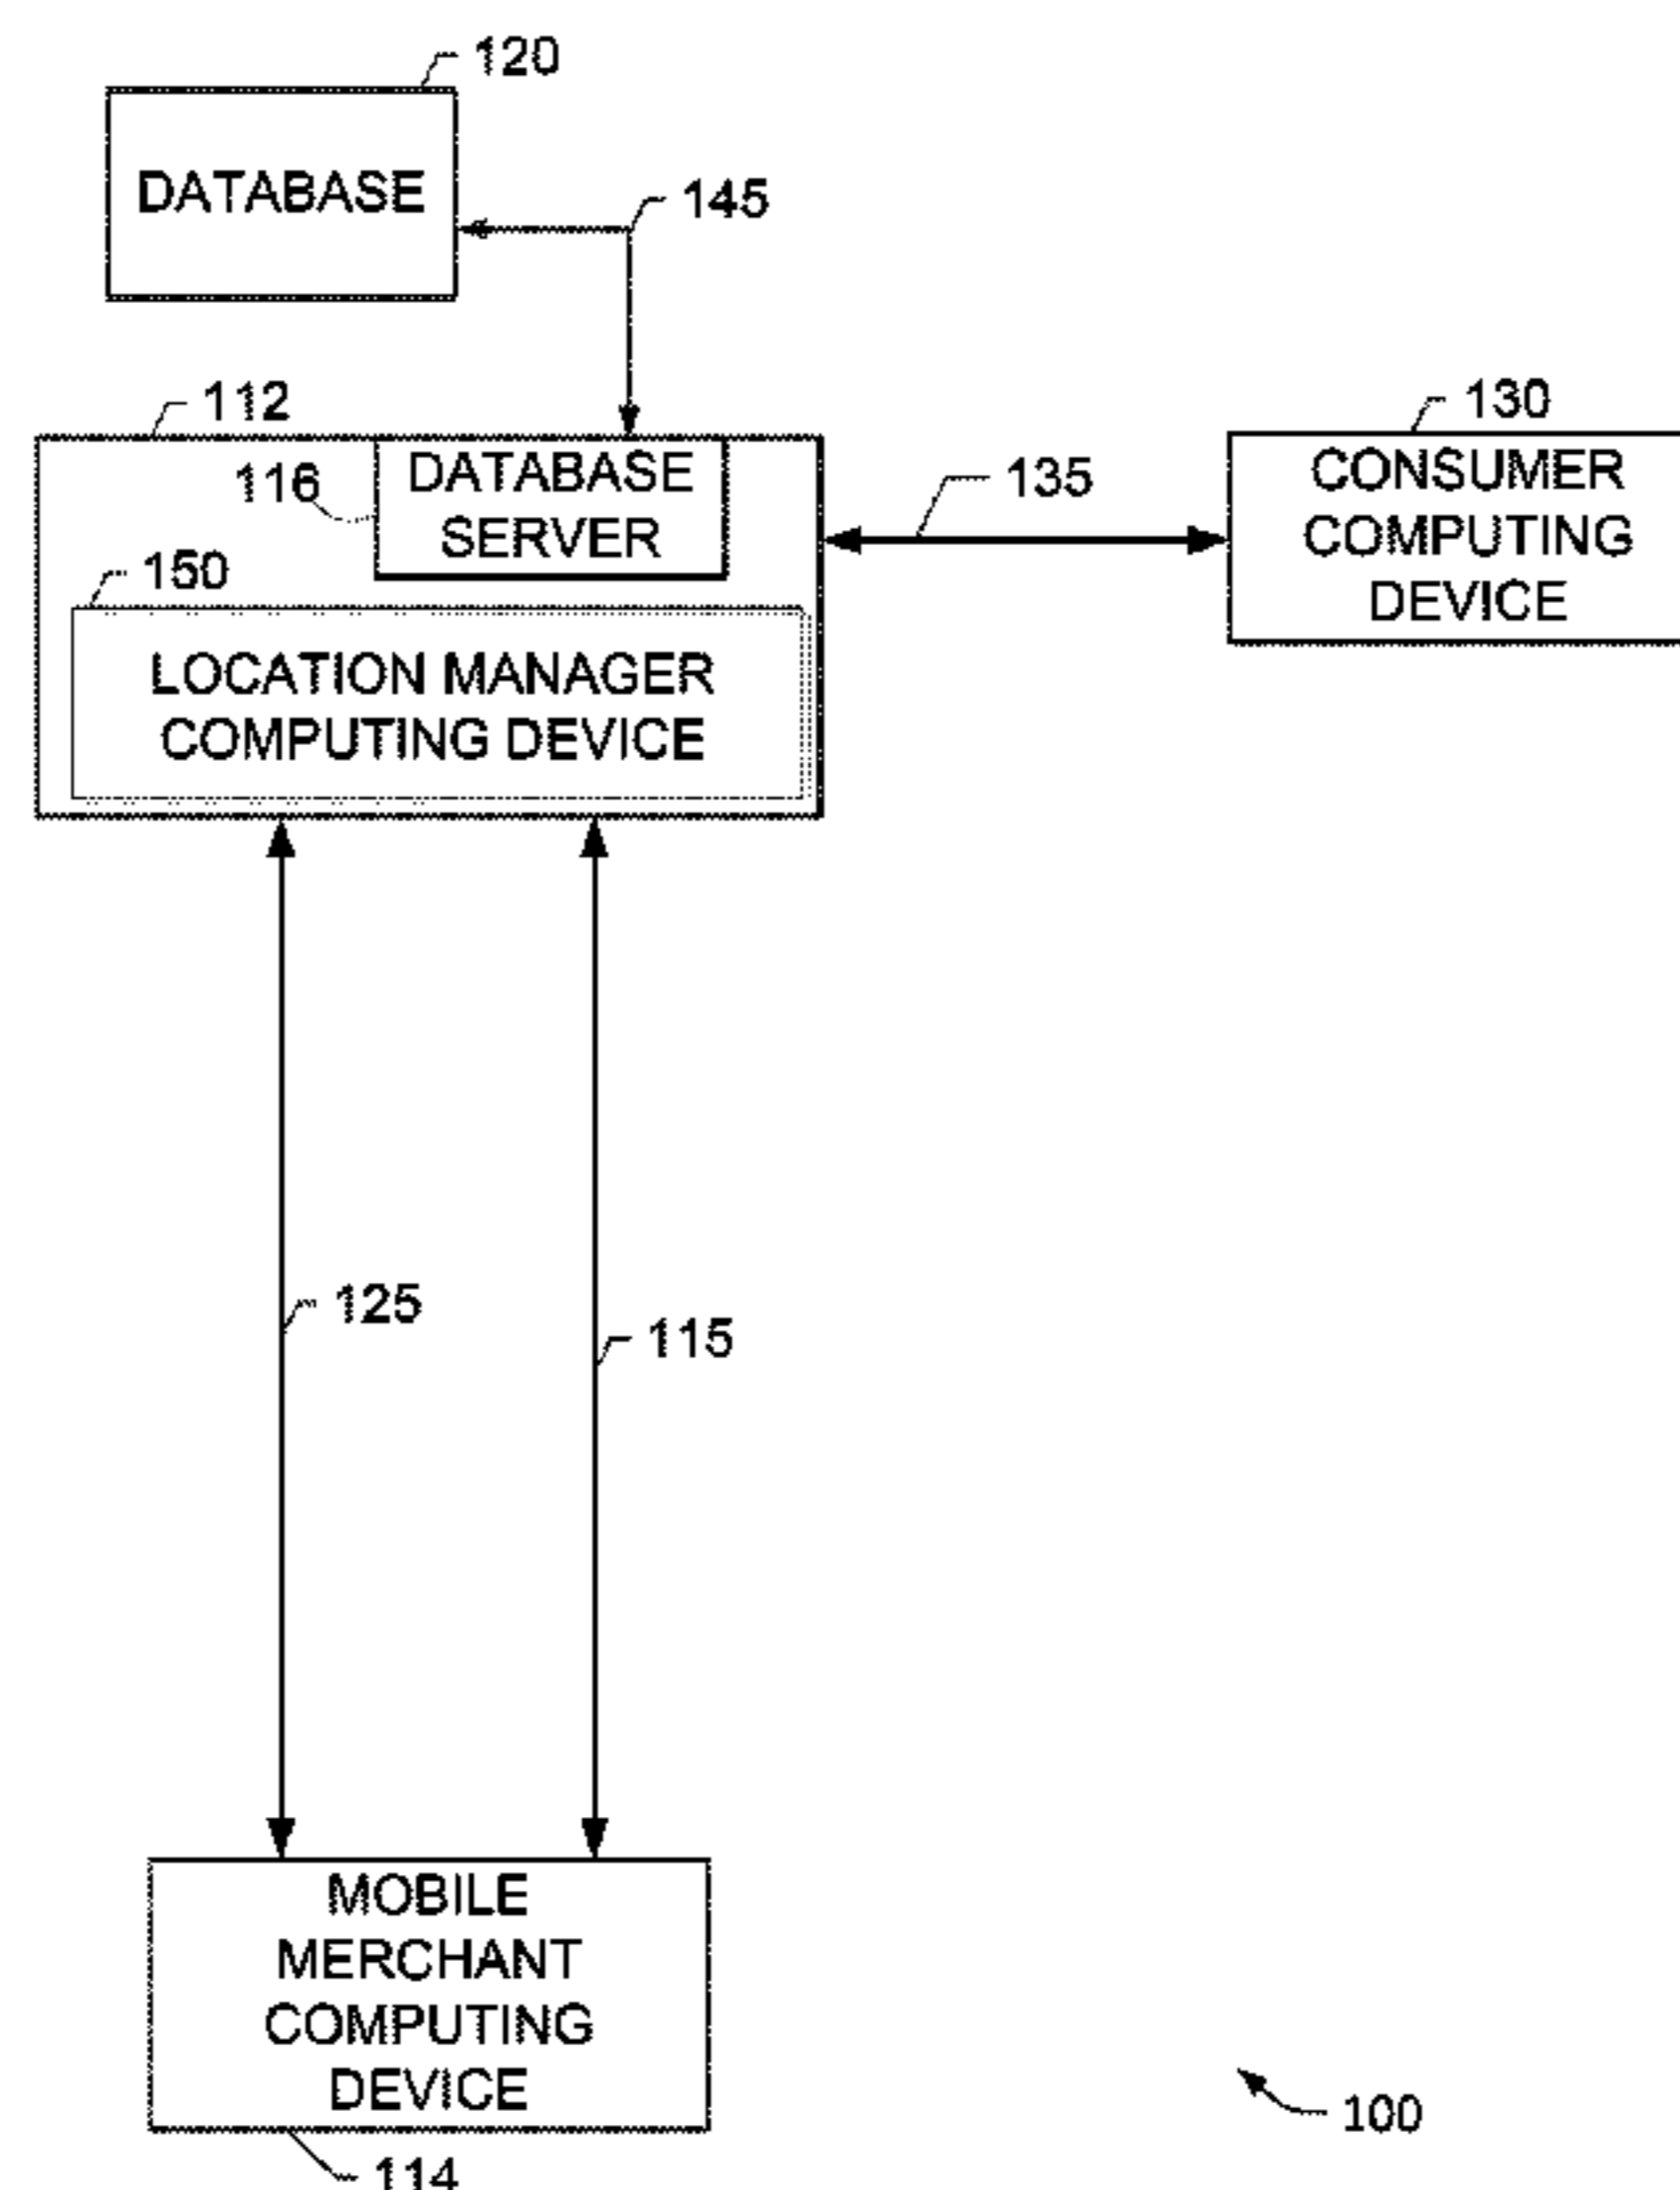 120
DATABASE
145
112
130
116
DATABASE
SERVER
135
CONSUMER
COMPUTING
DEVICE
150
LOCATION MANAGER
COMPUTING DEVICE
125
115
MOBILE
MERCHANT
COMPUTING
DEVICE
100
114